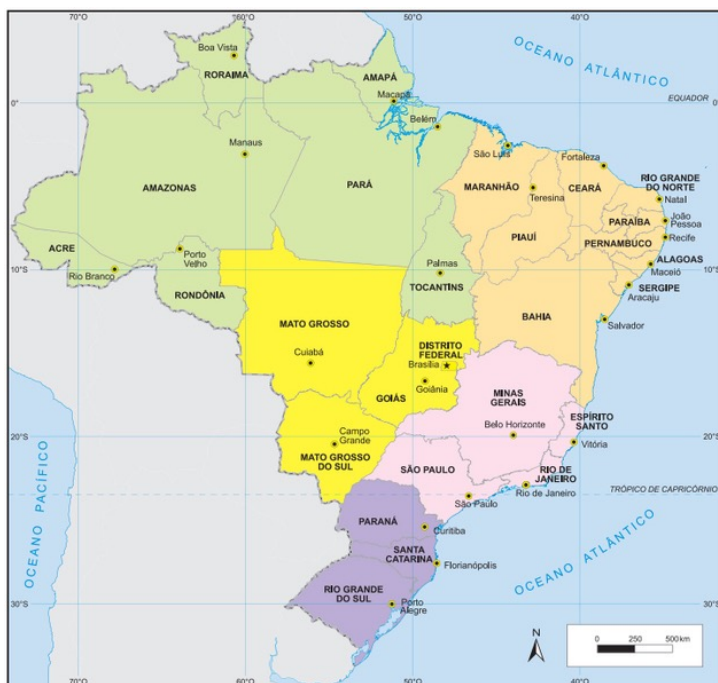 70°O
60°O
50°O
40°O
OCEANO ATLÂNTICO
Boa Vista
RORAIMA
AMAPÁ
Macapá
EQUADOR
0°
0°
Belém
Manaus
São Luís
Fortaleza
RIO GRANDE
DO NORTE
AMAZONAS
PARÁ
MARANHÃO
CEARÁ
Teresina
Natal
PARAÍBA
João
Pessoa
ACRE
PIAUÍ
PERNAMBUCO
Recife
Porto
Velho
Rio Branco
Palmas
ALAGOAS
Maceió
10°S
10°S
RONDÔNIA
TOCANTINS
SERGIPE
Aracaju
MATO GROSSO
BAHIA
Salvador
DISTRITO
FEDERAL
Cuiabá
Brasília
GOIÁS
Goiânia
MINAS
GERAIS
Campo
Grande
Belo Horizonte
ESPÍRITO
SANTO
20°S
20°S
Vitória
MATO GROSSO
DO SUL
SÃO PAULO
RIO DE
JANEIRO
Rio de Janeiro
TRÓPICO DE CAPRICÓRNIO
São Paulo
OCEANO PACÍFICO
PARANÁ
Curitiba
OCEANO ATLÂNTICO
SANTA
CATARINA
Florianópolis
RIO GRANDE
DO SUL
Porto
Alegre
30°S
30°S
N
0 250 500km
70°O
60°O
50°O
40°O